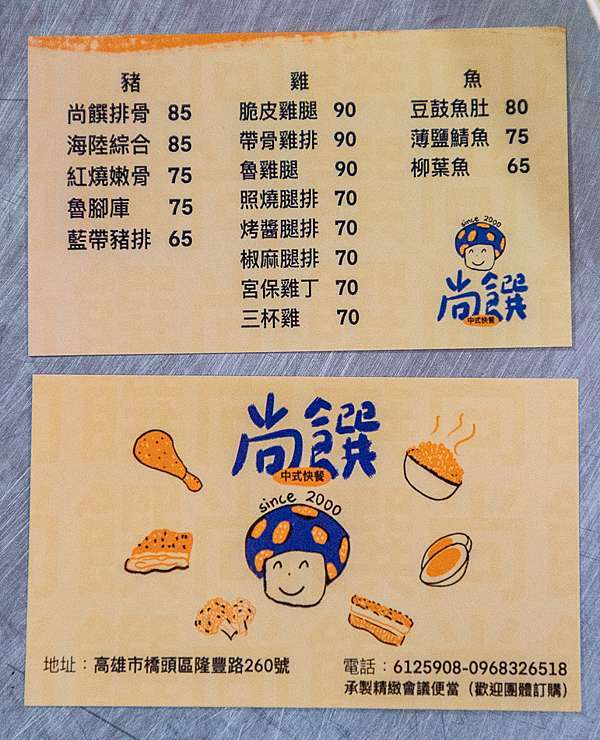 豬
尚饌排骨 85
海陸綜合 85
紅燒嫩骨 75
魯腳庫 75
藍帶豬排 65
雞
脆皮雞腿 90
帶骨雞排 90
魯雞腿 90
照燒腿排 70
烤醬腿排 70
椒麻腿排 70
宮保雞丁 70
三杯雞 70
魚
豆鼓魚肚 80
薄鹽鯖魚 75
柳葉魚 65
since 2000
尚饌
中式快餐
尚饌
中式快餐
since 2000
地址：高雄市橋頭區隆豐路260號
電話：6125908-0968326518
承製精緻會議便當（歡迎團體訂購）